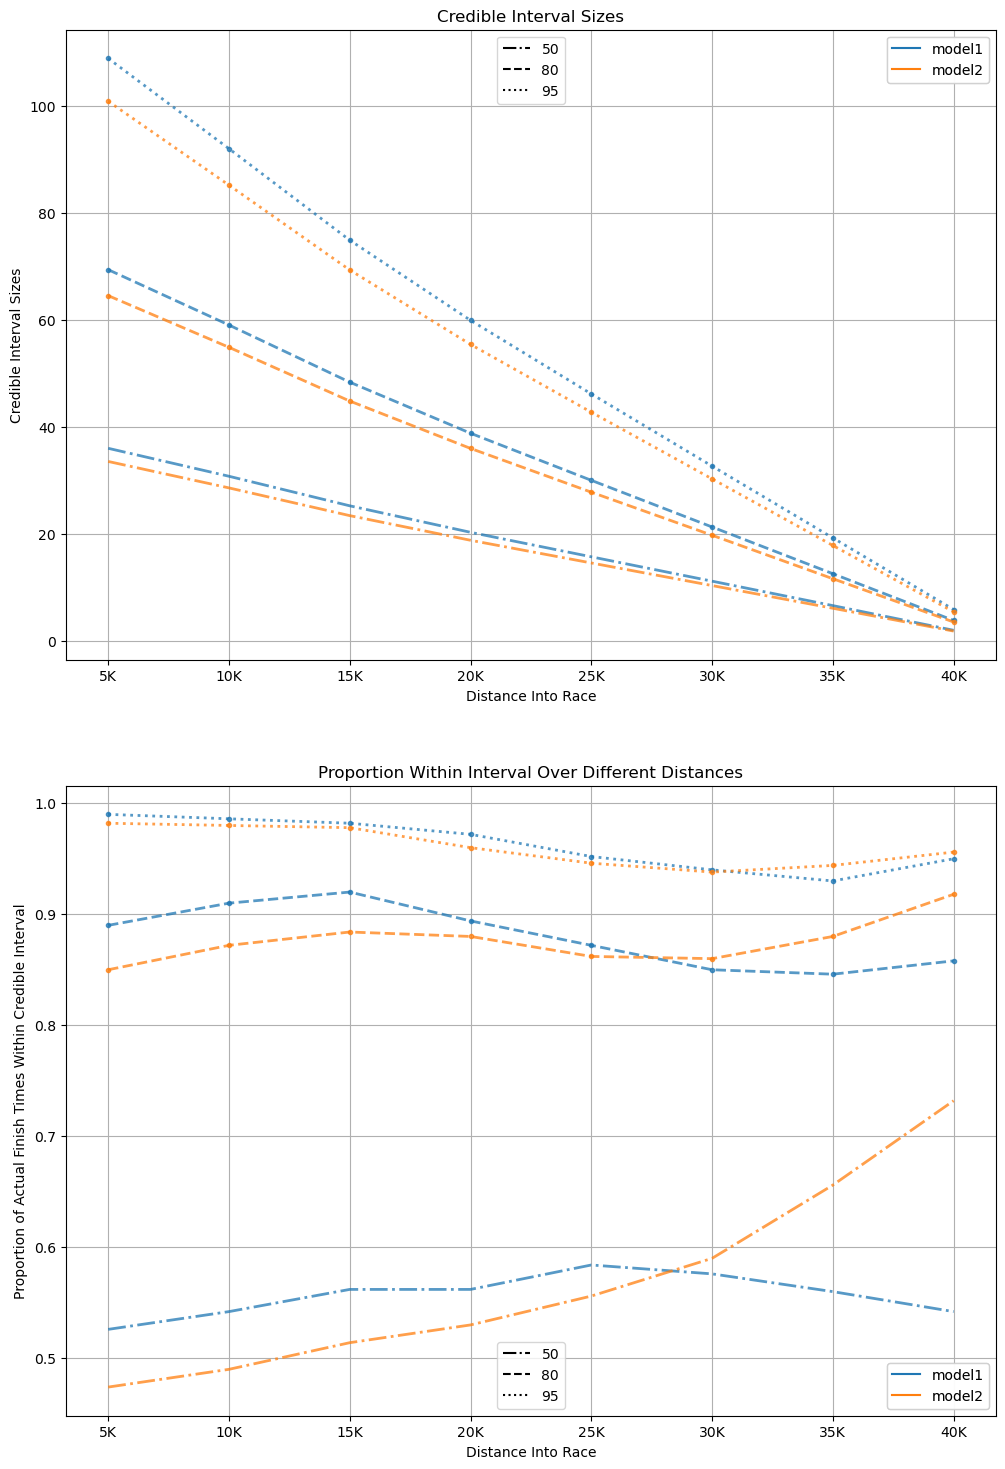 Credible Interval Sizes
50
80
95
model1
model2
Credible Interval Sizes
100
80
60
40
20
0
5K 10K 15K 20K 25K 30K 35K 40K
Distance Into Race
Proportion Within Interval Over Different Distances
Proportion of Actual Finish Times Within Credible Interval
1.0
0.9
0.8
0.7
0.6
0.5
50
80
95
model1
model2
5K 10K 15K 20K 25K 30K 35K 40K
Distance Into Race